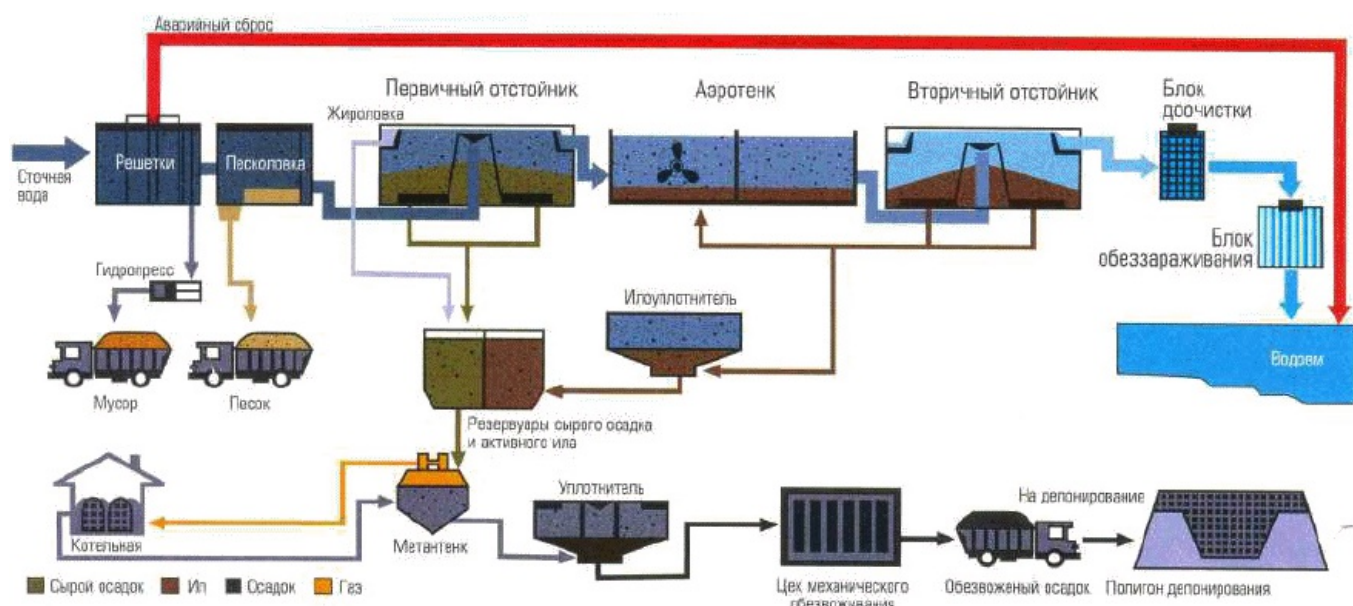 Аварийный сброс
Первичный отстойник
Аэротенк
Вторичный отстойник
Блок
доочистки
Жироловка
Решетки
Песколовка
Сточная
вода
Блок
обеззараживания
Гидропресс
Илоуплотнитель
Водоем
Мусор
Песок
Резервуары сырого осадка
и активного ила
Уплотнитель
На депонирование
Котельная
Метантенк
Цех механического
обезвоживания
Обезвоженый осадок
Полигон депонирования
Сырой осадок
Ил
Осадок
Газ